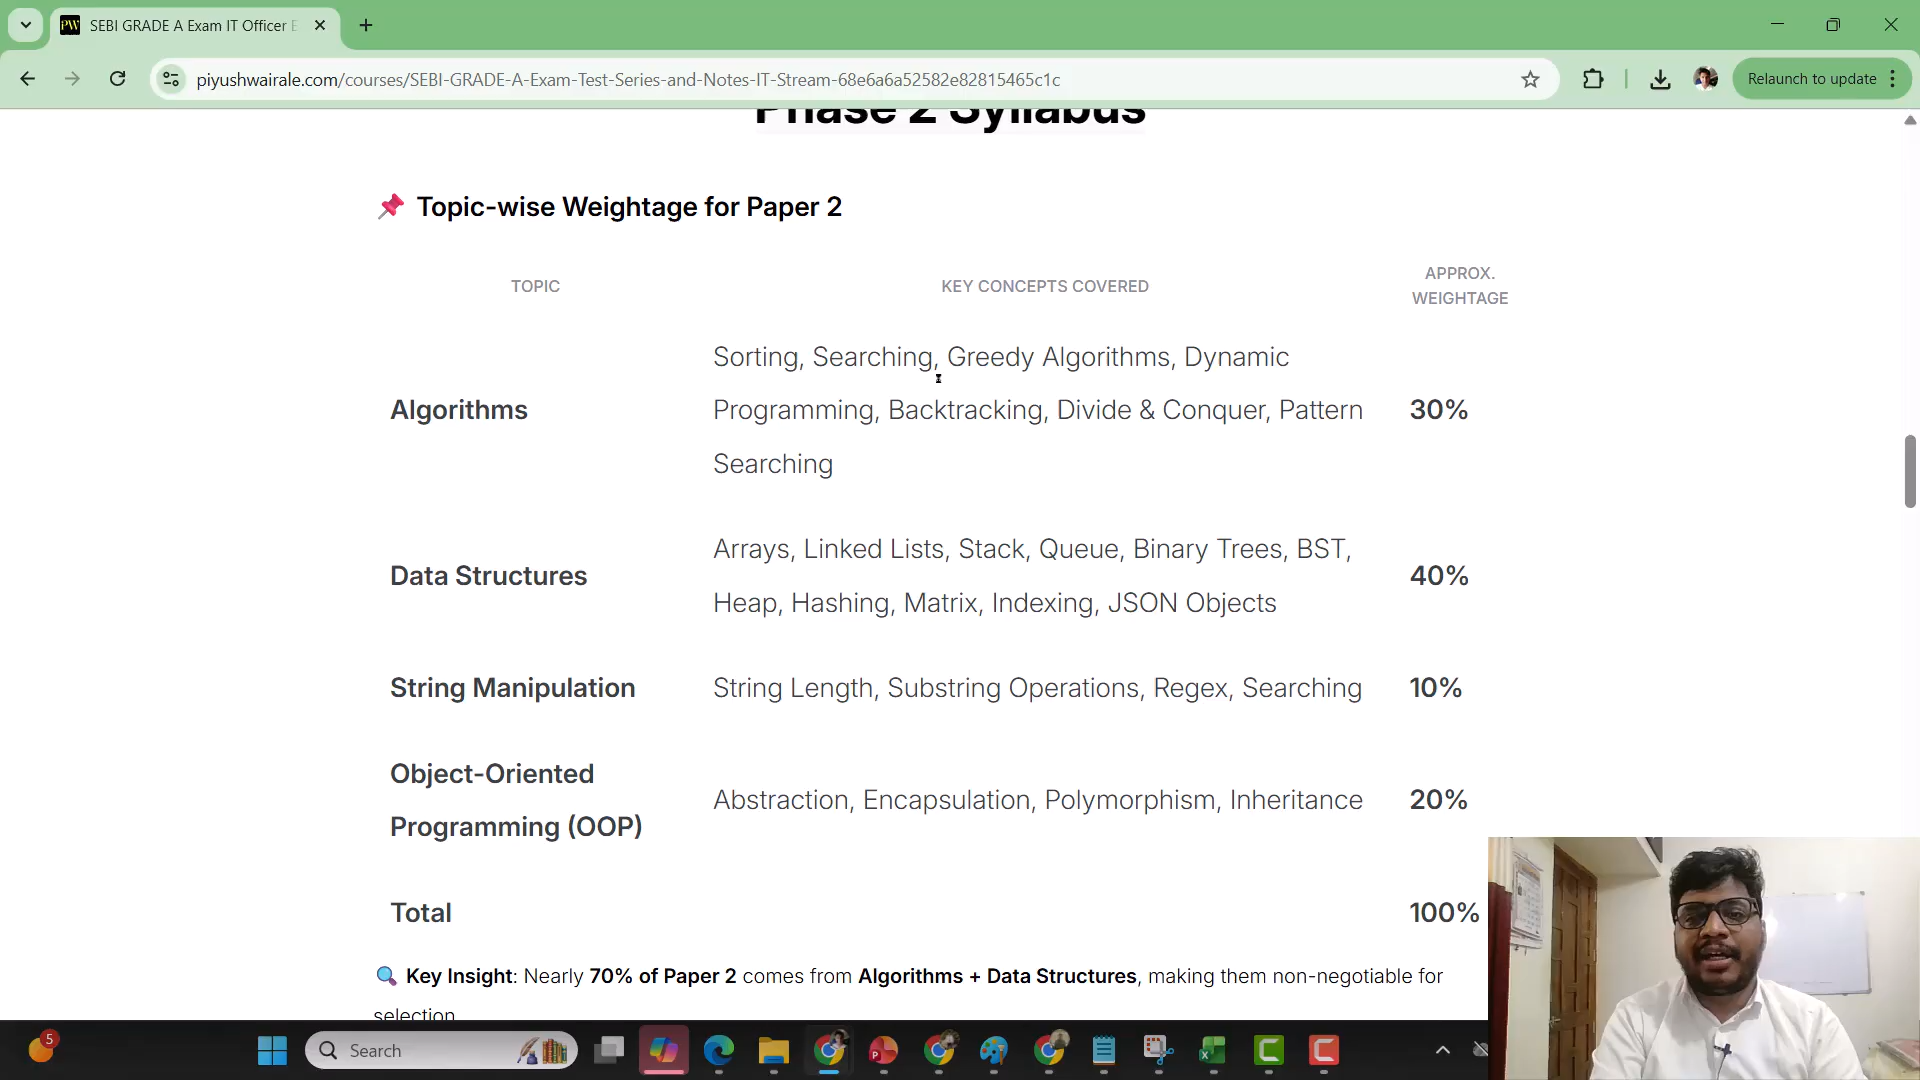 SEBI GRADE A Exam IT Officer E
piyushwairale.com/courses/SEBI-GRADE-A-Exam-Test-Series-and-Notes-IT-Stream-68e6a6a52582e82815465c1c
Relaunch to update
Phase 2 Syllabus
Topic-wise Weightage for Paper 2
TOPIC
KEY CONCEPTS COVERED
APPROX.
WEIGHTAGE
Sorting, Searching, Greedy Algorithms, Dynamic
Algorithms
Programming, Backtracking, Divide & Conquer, Pattern
30%
Searching
Arrays, Linked Lists, Stack, Queue, Binary Trees, BST,
Data Structures
40%
Heap, Hashing, Matrix, Indexing, JSON Objects
String Manipulation
String Length, Substring Operations, Regex, Searching
10%
Object-Oriented
Programming (OOP)
Abstraction, Encapsulation, Polymorphism, Inheritance
20%
Total
100%
Key Insight: Nearly 70% of Paper 2 comes from Algorithms + Data Structures, making them non-negotiable for
selection.
5
Search